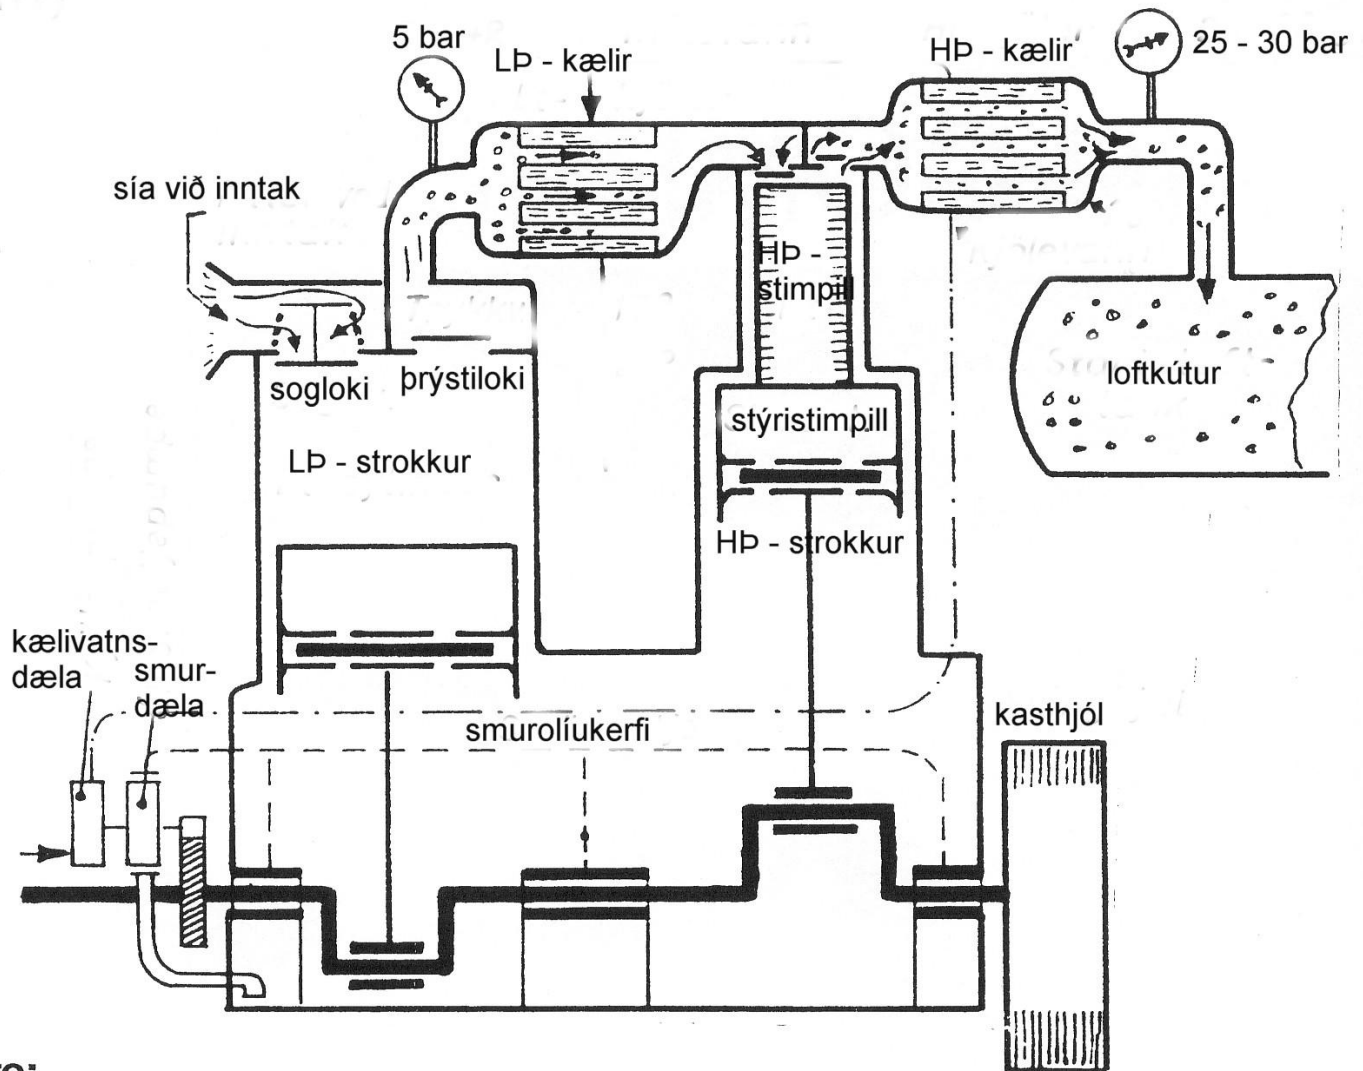 5 bar
LÞ - kælir
HÞ - kælir
25 - 30 bar
sía við inntak
HÞ -
stimpill
sogloki
þrýstiloki
loftkútur
stýristimpill
LÞ - strokkur
HÞ - strokkur
kælivatns-
dæla
smur-
dæla
smurolíukerfi
kasthjól